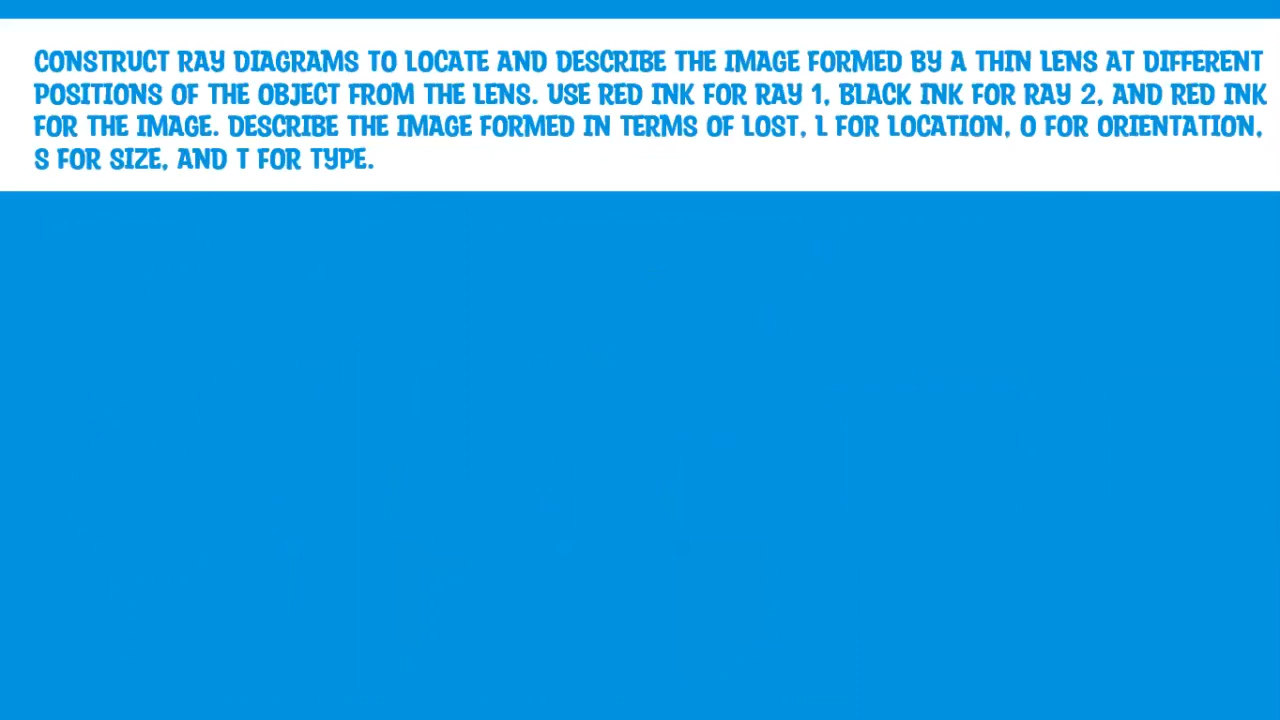 CONSTRUCT RAY DIAGRAMS TO LOCATE AND DESCRIBE THE IMAGE FORMED BY A THIN LENS AT DIFFERENT
POSITIONS OF THE OBJECT FROM THE LENS. USE RED INK FOR RAY 1, BLACK INK FOR RAY 2, AND RED INK
FOR THE IMAGE. DESCRIBE THE IMAGE FORMED IN TERMS OF LOST, L FOR LOCATION, O FOR ORIENTATION,
S FOR SIZE, AND T FOR TYPE.